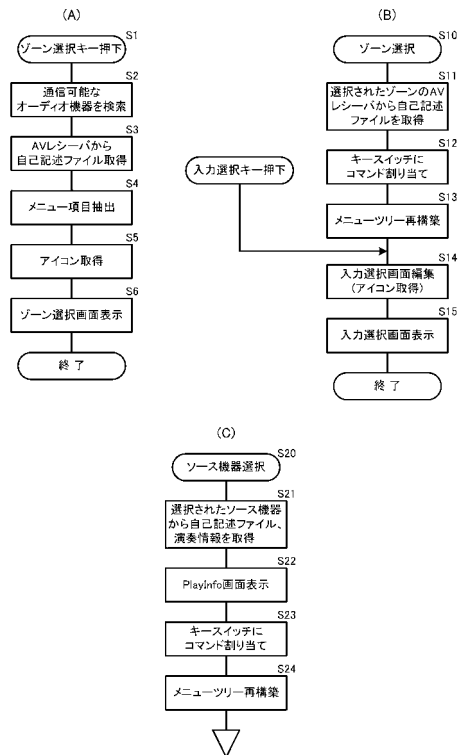 (A)
ゾーン選択キー押下
S1
通信可能な
オーディオ機器を検索
S2
AVレシーバから
自己記述ファイル取得
S3
メニュー項目抽出
S4
アイコン取得
S5
ゾーン選択画面表示
S6
終了
(B)
ゾーン選択
S10
選択されたゾーンのAV
レシーバから自己記述
ファイルを取得
S11
キースイッチに
コマンド割り当て
S12
メニューツリー再構築
S13
入力選択キー押下
入力選択画面編集
(アイコン取得)
S14
入力選択画面表示
S15
終了
(C)
ソース機器選択
S20
選択されたソース機器
から自己記述ファイル、
演奏情報を取得
S21
PlayInfo画面表示
S22
キースイッチに
コマンド割り当て
S23
メニューツリー再構築
S24